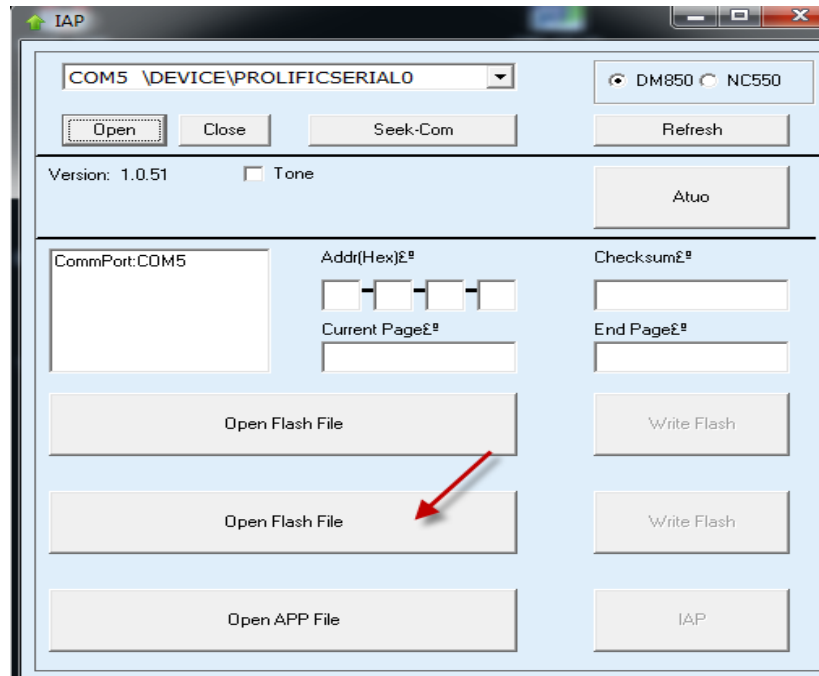 IAP
COM5 \DEVICE\PROLIFICSERIAL0
DM850 NC550
Open Close Seek-Com Refresh
Version: 1.0.51 Tone
Atuo
CommPort:COM5
Addr(Hex)£º
Checksum£º
Current Page£º
End Page£º
Open Flash File Write Flash
Open Flash File Write Flash
Open APP File IAP